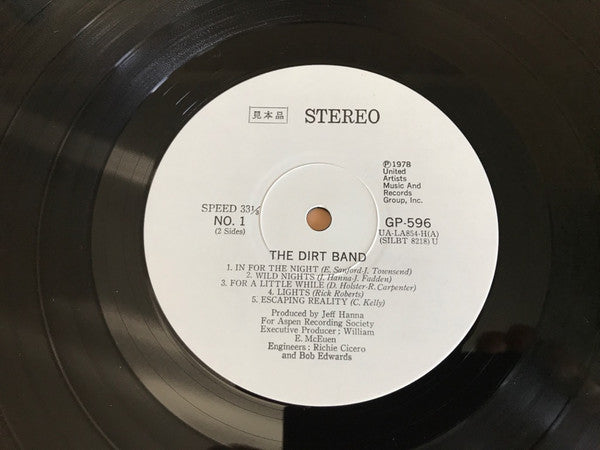 見本品 STEREO
Ⓟ1978
United
Artists
Music And
Records
Group, Inc.
SPEED 33⅓
NO. 1
(2 Sides)
GP-596
UA-LA854-H(A)
(SILBT 8218) U
THE DIRT BAND
1. IN FOR THE NIGHT (E. Sanford-J. Townsend)
2. WILD NIGHTS (J. Hanna-J. Fadden)
3. FOR A LITTLE WHILE (D. Holster-R. Carpenter)
4. LIGHTS (Rick Roberts)
5. ESCAPING REALITY (C. Kelly)
Produced by Jeff Hanna
For Aspen Recording Society
Executive Producer: William
E. McEuen
Engineers: Richie Cicero
and Bob Edwards